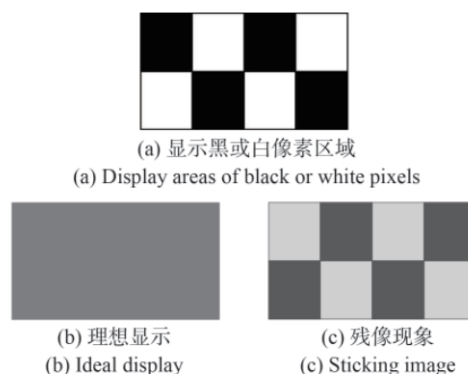 (a) 显示黑或白像素区域
(a) Display areas of black or white pixels
(b) 理想显示
(b) Ideal display
(c) 残像现象
(c) Sticking image